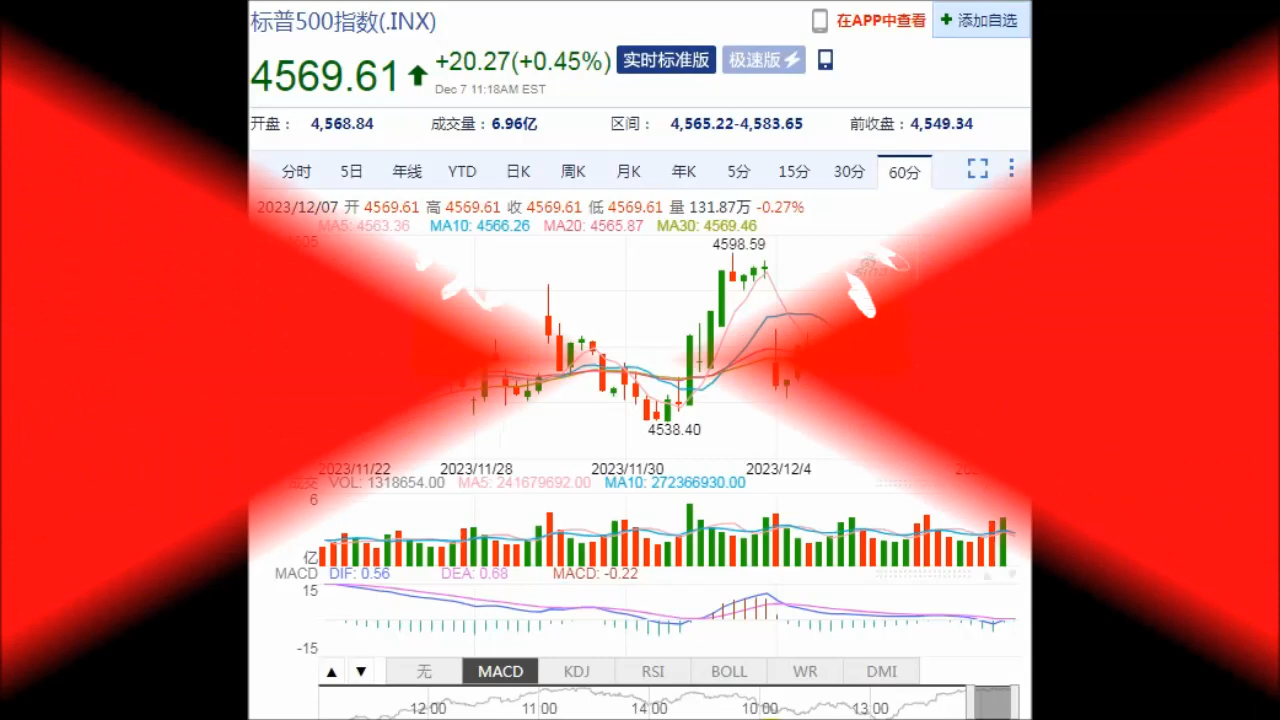 标普500指数(.INX)
在APP中查看
+ 添加自选
4569.61
+20.27(+0.45%)
实时标准版
极速版
Dec 7 11:18AM EST
开盘： 4,568.84 成交量：6.96亿 区间： 4,565.22-4,583.65 前收盘：4,549.34
分时 5日 年线 YTD 日K 周K 月K 年K 5分 15分 30分 60分
2023/12/07 开 4569.61 高 4569.61 收 4569.61 低 4569.61 量 131.87万 -0.27%
MA5: 4563.36 MA10: 4566.26 MA20: 4565.87 MA30: 4569.46
4598.59
sina
4538.40
2023/11/22 2023/11/28 2023/11/30 2023/12/4
成交 VOL: 1318654.00 MA5: 241679692.00 MA10: 272366930.00
6
亿
MACD DIF: 0.56 DEA: 0.68 MACD: -0.22
15
-15
▲ ▼ 无 MACD KDJ RSI BOLL WR DMI
12:00 11:00 14:00 10:00 13:00